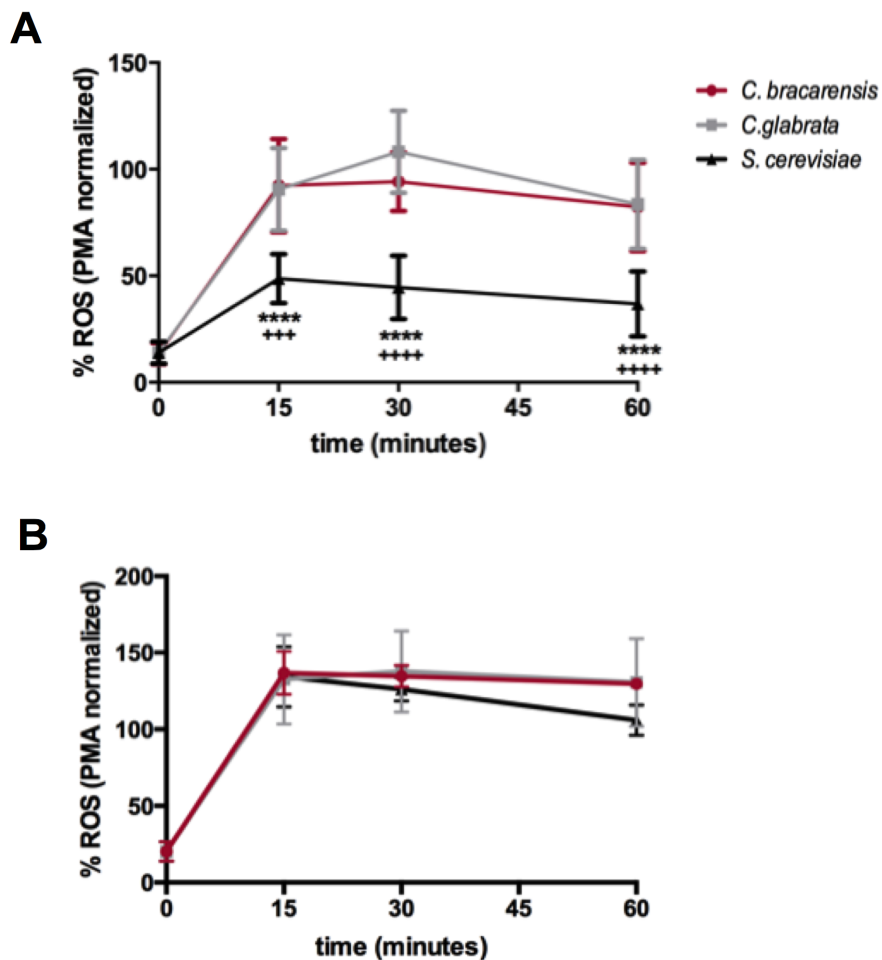 A
% ROS (PMA normalized)
150
100
50
0
0 15 30 45 60
time (minutes)
****
+++
****
++++
****
++++
C. bracarensis
C.glabrata
S. cerevisiae
B
% ROS (PMA normalized)
200
150
100
50
0
0 15 30 45 60
time (minutes)